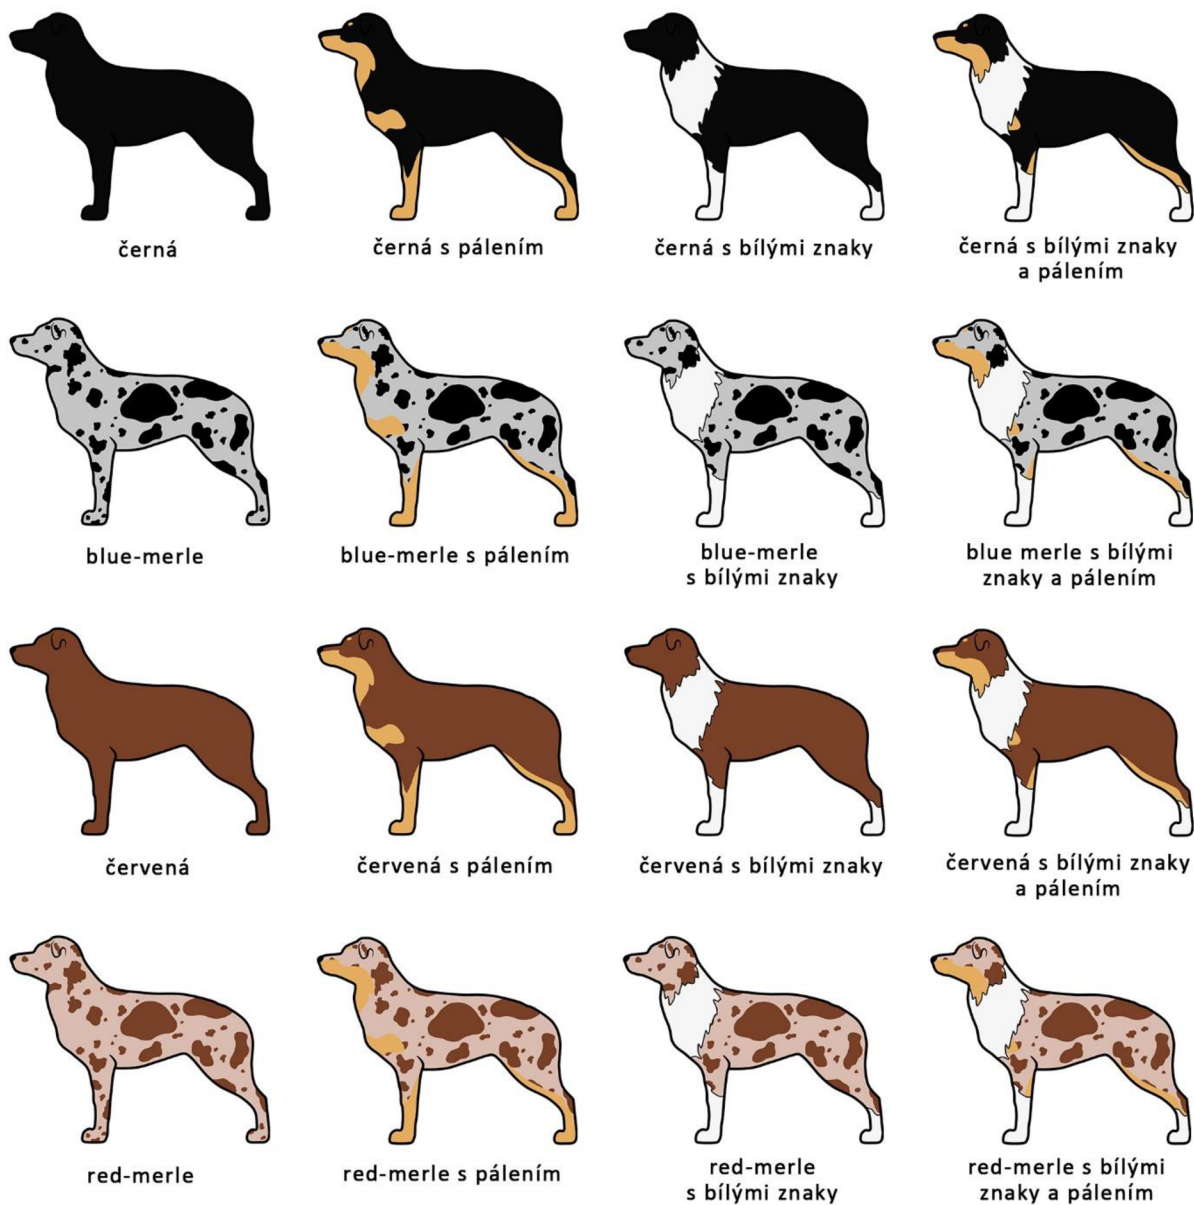 černá
černá s pálením
černá s bílými znaky
černá s bílými znaky
a pálením
blue-merle
blue-merle s pálením
blue-merle
s bílými znaky
blue merle s bílými
znaky a pálením
červená
červená s pálením
červená s bílými znaky
červená s bílými znaky
a pálením
red-merle
red-merle s pálením
red-merle
s bílými znaky
red-merle s bílými
znaky a pálením